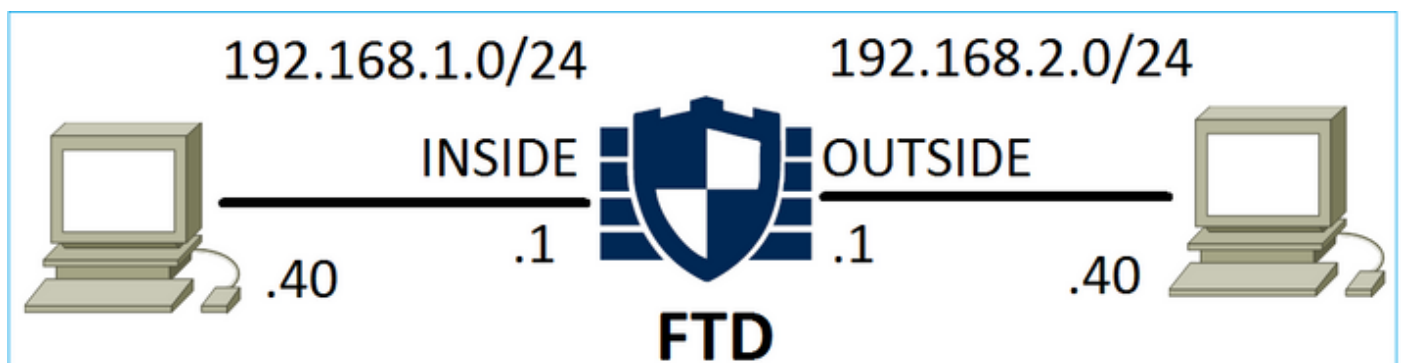 192.168.1.0/24
192.168.2.0/24
INSIDE
OUTSIDE
.40
.1
.1
.40
FTD